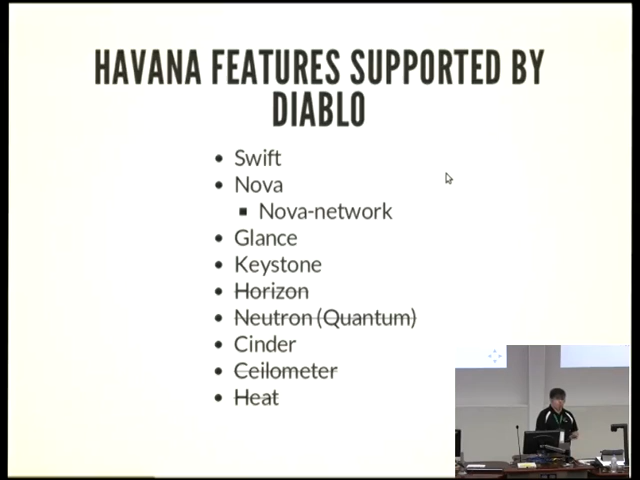 HAVANA FEATURES SUPPORTED BY
DIABLO
Swift
Nova
Nova-network
Glance
Keystone
Horizon
Neutron (Quantum)
Cinder
Ceilometer
Heat